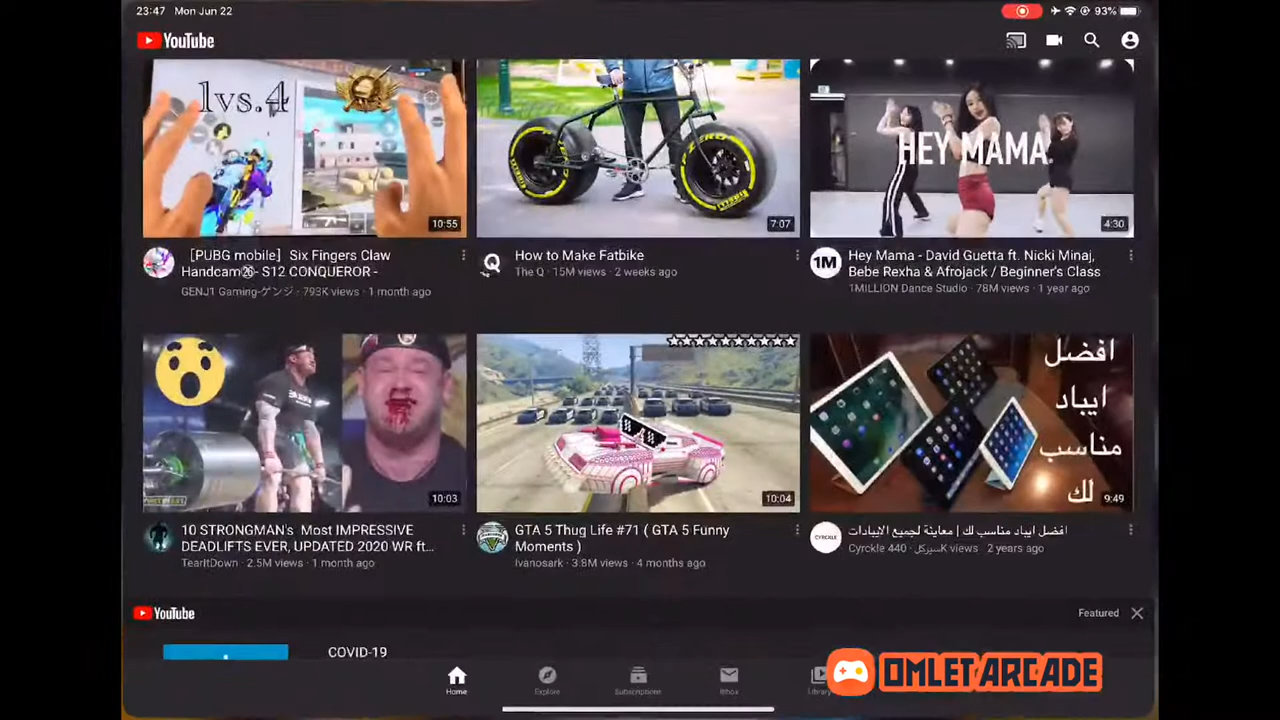 23:47 Mon Jun 22
93%
YouTube
1vs.4
10:55
7:07
HEY MAMA
4:30
［PUBG mobile］Six Fingers Claw
Handcam㉖- S12 CONQUEROR -
GENJ1 Gaming-ゲンジ · 793K views · 1 month ago
How to Make Fatbike
The Q · 15M views · 2 weeks ago
1M
Hey Mama - David Guetta ft. Nicki Minaj,
Bebe Rexha & Afrojack / Beginner's Class
1MILLION Dance Studio · 78M views · 1 year ago
10:03
10:04
افضل
ايباد
مناسب
لك
9:49
10 STRONGMAN's Most IMPRESSIVE
DEADLIFTS EVER, UPDATED 2020 WR ft...
TearItDown · 2.5M views · 1 month ago
GTA 5 Thug Life #71 ( GTA 5 Funny
Moments )
Ivanosark · 3.8M views · 4 months ago
CYRCKLE
افضل ايباد مناسب لك | معاينة لجميع الايبادات
Cyrckle 440 · سيركلK views · 2 years ago
YouTube
Featured
COVID-19
Home
Explore
Subscriptions
Inbox
Library
OMLET ARCADE